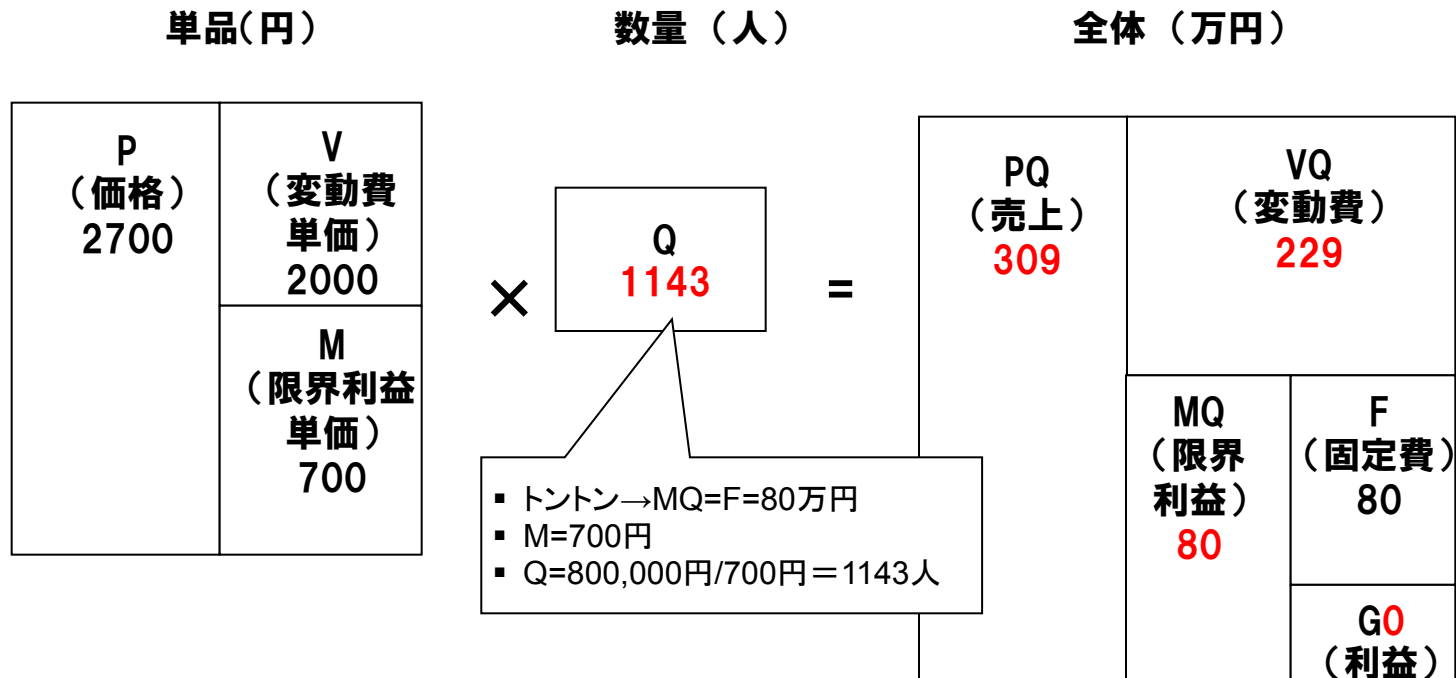 単品(円)
数量（人）
全体（万円）
P
（価格）
2700
V
（変動費
単価）
2000
M
（限界利益
単価）
700
×
Q
1143
=
PQ
（売上）
309
VQ
（変動費）
229
MQ
（限界
利益）
80
F
（固定費）
80
G0
（利益）
▪ トントン→MQ=F=80万円
▪ M=700円
▪ Q=800,000円/700円＝1143人